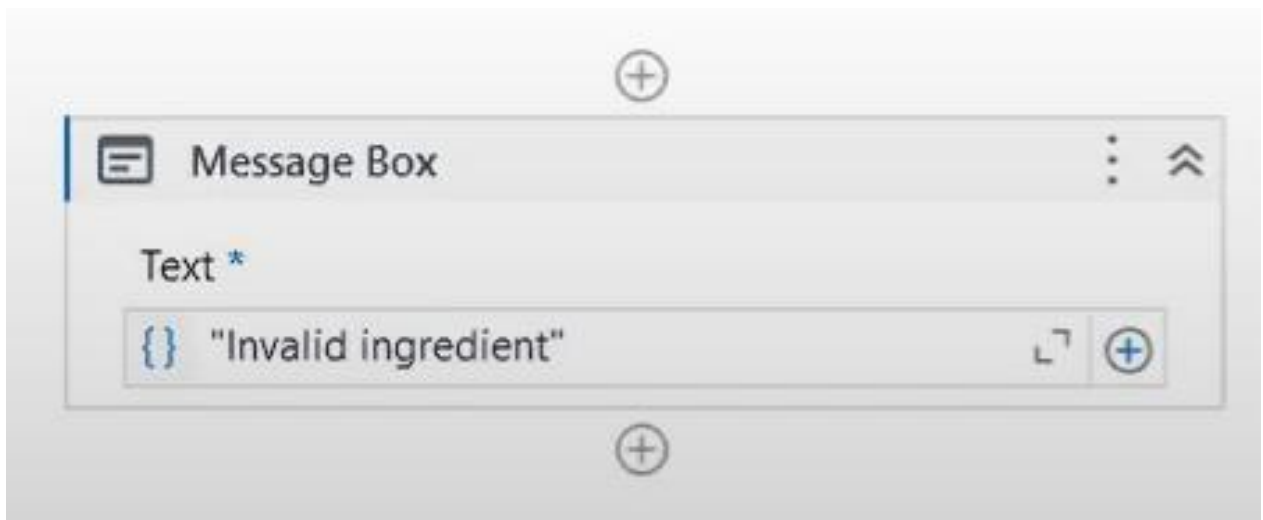 Message Box
Text *
{} "Invalid ingredient"